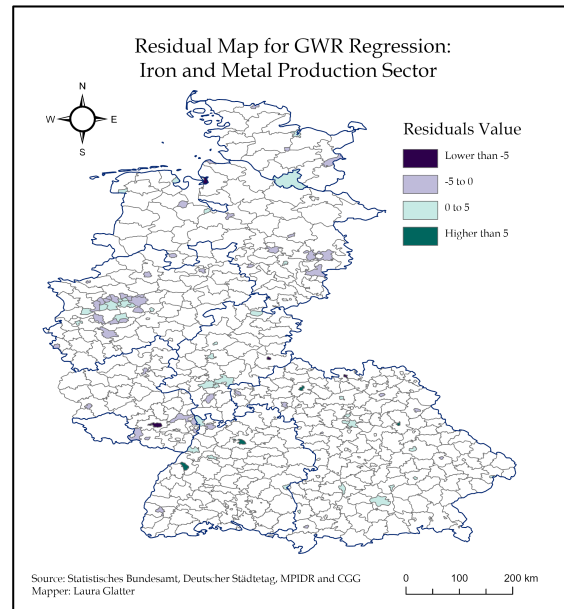 Residual Map for GWR Regression:
Iron and Metal Production Sector
N
W
E
S
Residuals Value
Lower than -5
-5 to 0
0 to 5
Higher than 5
Source: Statistisches Bundesamt, Deutscher Städtetag, MPIDR and CGG
Mapper: Laura Glatter
0 100 200 km